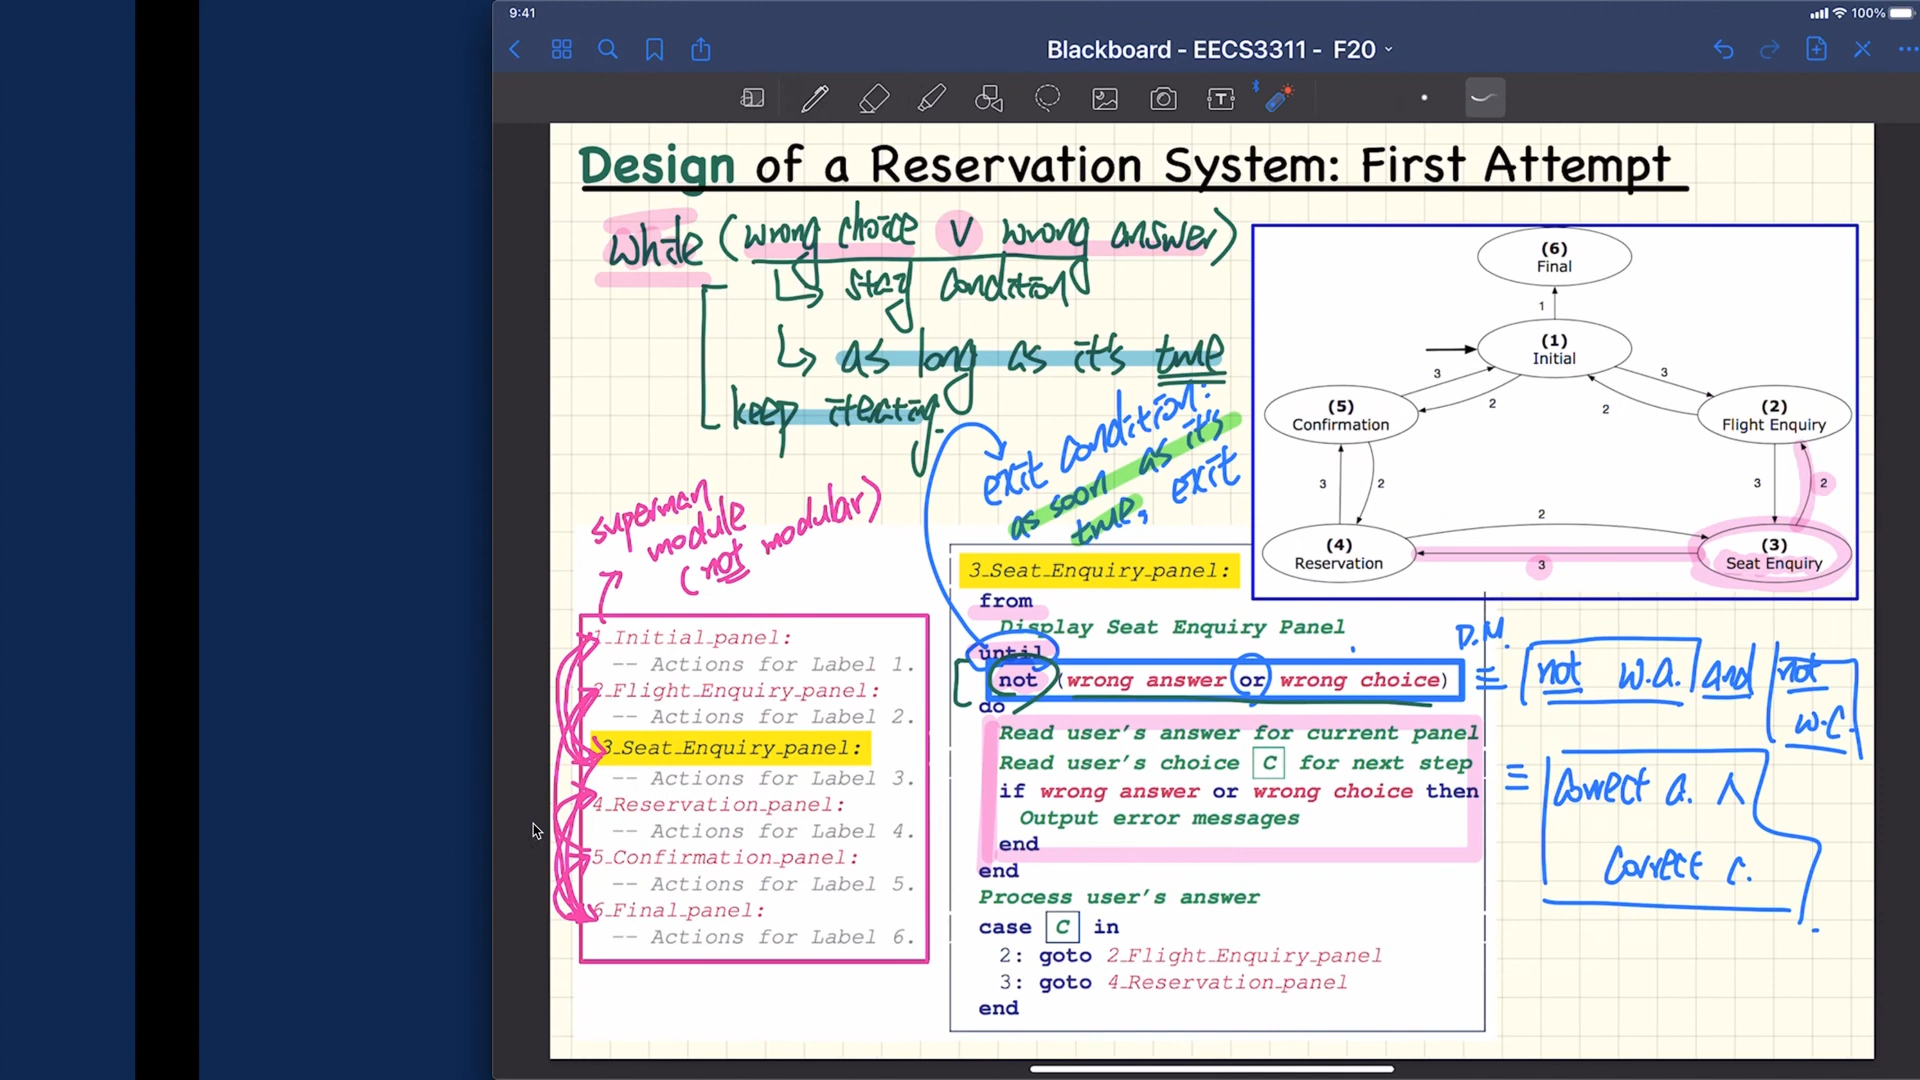 9:41
100%
Blackboard - EECS3311 - F20
Design of a Reservation System: First Attempt
while (wrong choice ∨ wrong answer)
↳ stay condition
↳ as long as it's true
keep iterating.
exit condition:
as soon as it's
true, exit
superman
module
(not modular)
(6)
Final
1
(1)
Initial
3
3
2
2
(5)
Confirmation
(2)
Flight Enquiry
3
2
3
2
2
(4)
Reservation
(3)
Seat Enquiry
3
1_Initial_panel:
-- Actions for Label 1.
2_Flight_Enquiry_panel:
-- Actions for Label 2.
3_Seat_Enquiry_panel:
-- Actions for Label 3.
4_Reservation_panel:
-- Actions for Label 4.
5_Confirmation_panel:
-- Actions for Label 5.
6_Final_panel:
-- Actions for Label 6.
3_Seat_Enquiry_panel:
from
Display Seat Enquiry Panel
until
not (wrong answer or wrong choice)
do
Read user's answer for current panel
Read user's choice C for next step
if wrong answer or wrong choice then
Output error messages
end
end
Process user's answer
case C in
2: goto 2_Flight_Enquiry_panel
3: goto 4_Reservation_panel
end
D.M.
≡ not w.a. and not
w.c.
≡ correct a. ∧
correct c.